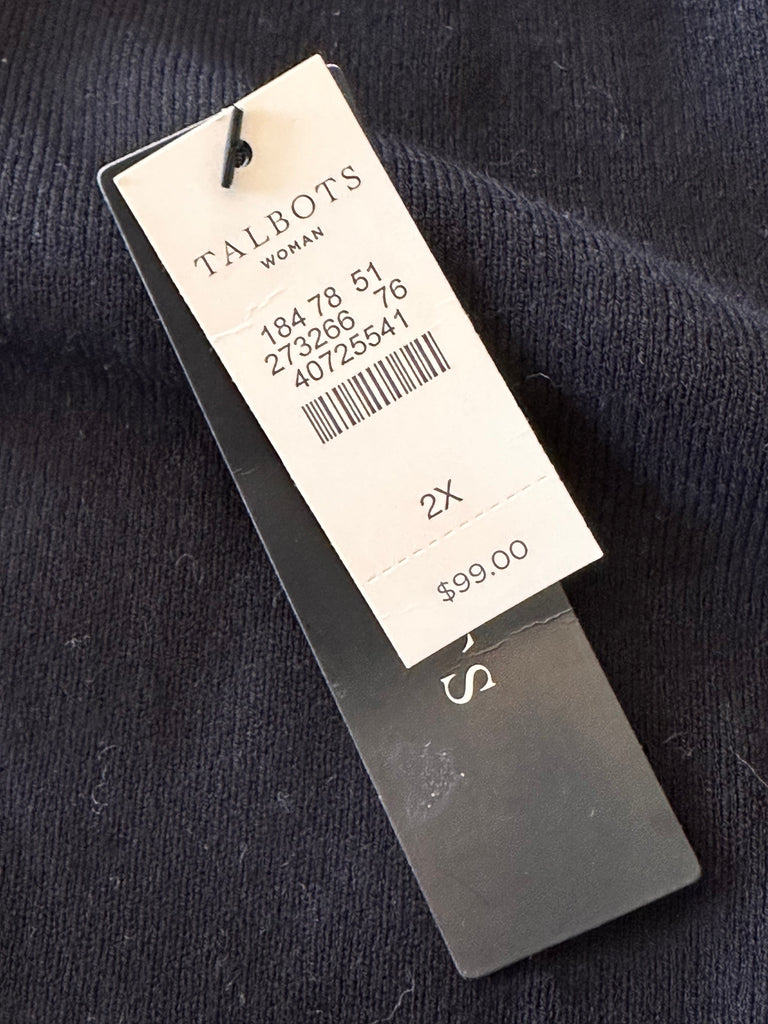 TALBOTS
WOMAN
184 78 51
273266 76
40725541
2X
$99.00
S